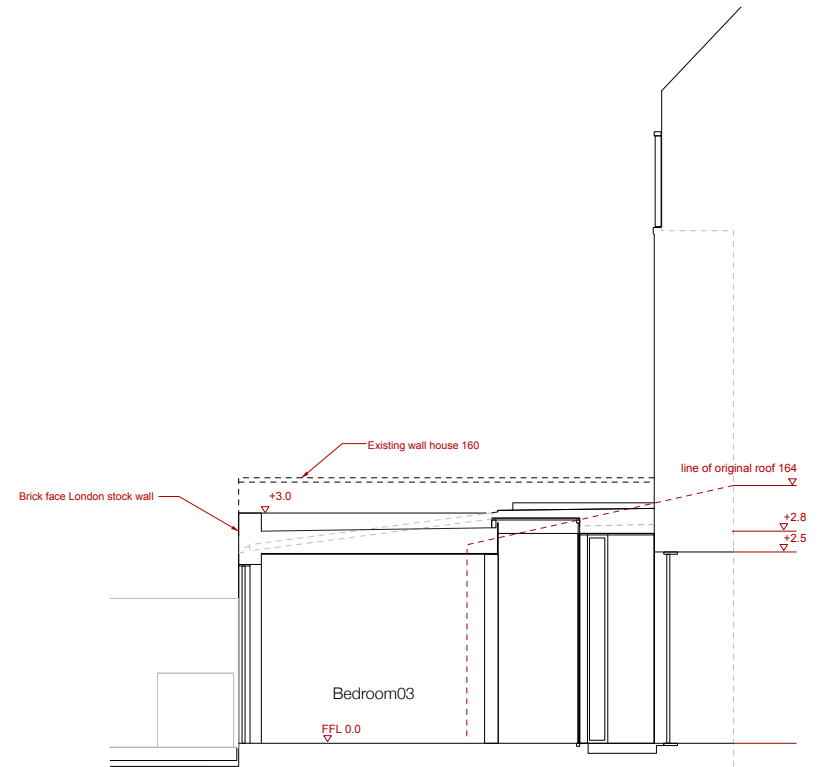 Existing wall house 160
line of original roof 164
Brick face London stock wall
+3.0
+2.8
+2.5
Bedroom03
FFL 0.0